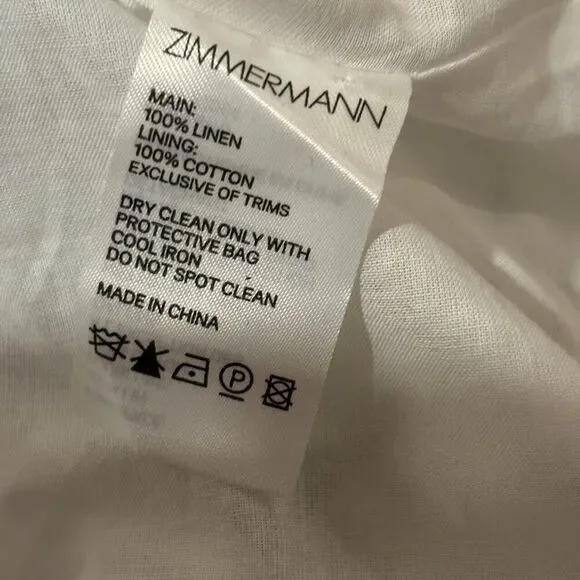 ZIMMERMANN
MAIN:
100% LINEN
LINING:
100% COTTON
EXCLUSIVE OF TRIMS
DRY CLEAN ONLY WITH
PROTECTIVE BAG
COOL IRON
DO NOT SPOT CLEAN
MADE IN CHINA
P